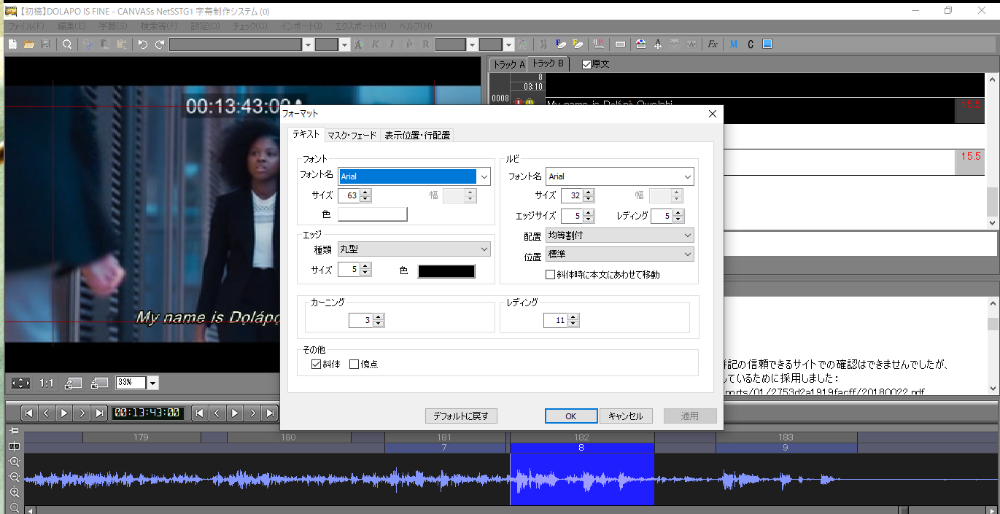 【初稿】DOLAPO IS FINE - CANVASs NetSSTG1 字幕制作システム (0)
ファイル(F) 編集(E) 字幕(S) 検索等(P) 設定(O) チェック(C) インポート(I) エクスポート(R) ヘルプ(H)
A K I P R
Fx M C
トラック A トラック B 原文
8
03:10
0008
My name is Dọlápọ̀ Owolabi
15.5
15.5
00:13:43:00
My name is Dọlápọ
フォーマット
テキスト マスク・フェード 表示位置・行配置
フォント
フォント名 Arial
サイズ 63 幅
色
エッジ
種類 丸型
サイズ 5 色
ルビ
フォント名 Arial
サイズ 32 幅
エッジサイズ 5 レディング 5
配置 均等割付
位置 標準
斜体時に本文にあわせて移動
カーニング
3
レディング
11
その他
斜体 傍点
デフォルトに戻す OK キャンセル 適用
記の信頼できるサイトでの確認はできませんでしたが、
しているために採用しました：
ports/01/2753d2a1919facff/20180022.pdf
1:1 33%
00:13:43:00
179 180 181 182 183
7 8 9